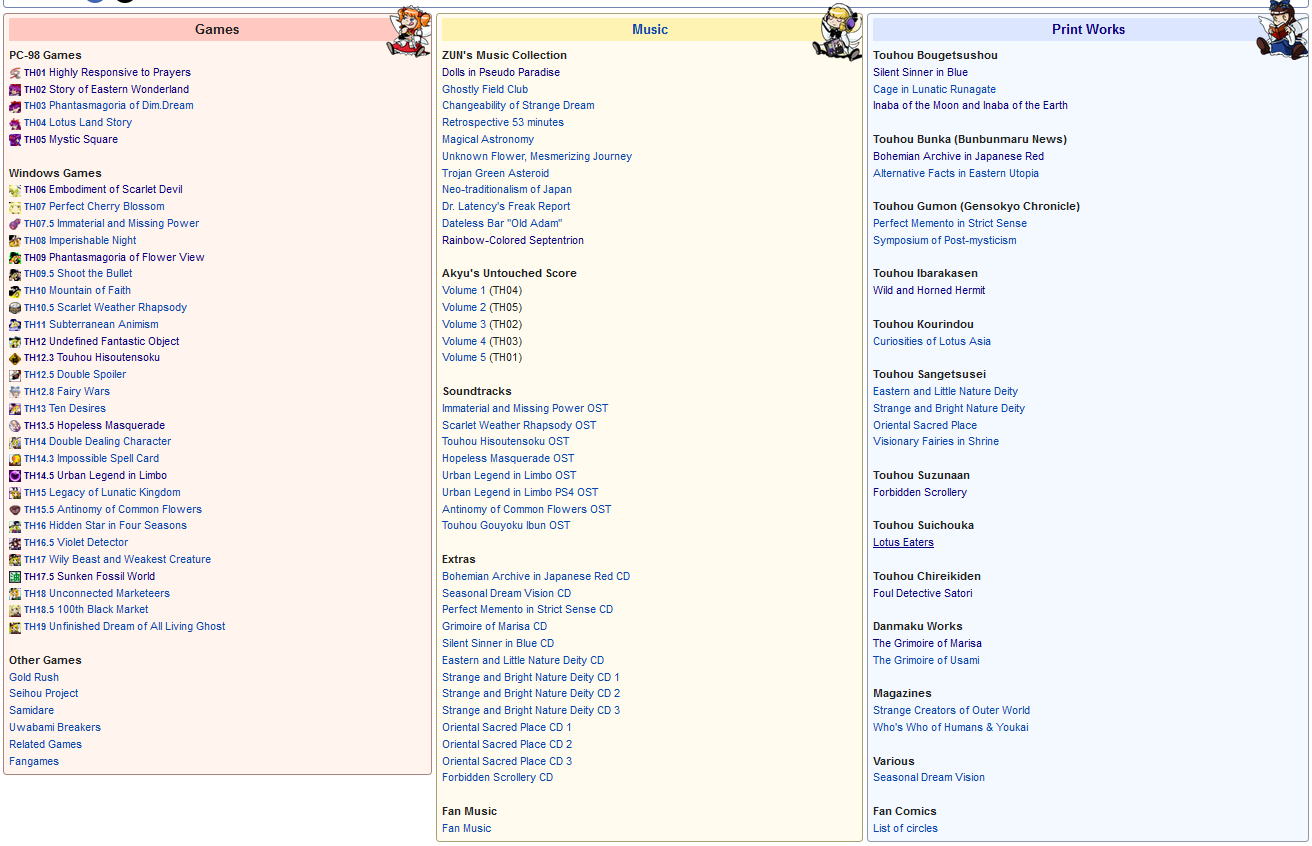 Games
PC-98 Games
TH01 Highly Responsive to Prayers
TH02 Story of Eastern Wonderland
TH03 Phantasmagoria of Dim.Dream
TH04 Lotus Land Story
TH05 Mystic Square
Windows Games
TH06 Embodiment of Scarlet Devil
TH07 Perfect Cherry Blossom
TH07.5 Immaterial and Missing Power
TH08 Imperishable Night
TH09 Phantasmagoria of Flower View
TH09.5 Shoot the Bullet
TH10 Mountain of Faith
TH10.5 Scarlet Weather Rhapsody
TH11 Subterranean Animism
TH12 Undefined Fantastic Object
TH12.3 Touhou Hisoutensoku
TH12.5 Double Spoiler
TH12.8 Fairy Wars
TH13 Ten Desires
TH13.5 Hopeless Masquerade
TH14 Double Dealing Character
TH14.3 Impossible Spell Card
TH14.5 Urban Legend in Limbo
TH15 Legacy of Lunatic Kingdom
TH15.5 Antinomy of Common Flowers
TH16 Hidden Star in Four Seasons
TH16.5 Violet Detector
TH17 Wily Beast and Weakest Creature
TH17.5 Sunken Fossil World
TH18 Unconnected Marketeers
TH18.5 100th Black Market
TH19 Unfinished Dream of All Living Ghost
Other Games
Gold Rush
Seihou Project
Samidare
Uwabami Breakers
Related Games
Fangames
Music
ZUN's Music Collection
Dolls in Pseudo Paradise
Ghostly Field Club
Changeability of Strange Dream
Retrospective 53 minutes
Magical Astronomy
Unknown Flower, Mesmerizing Journey
Trojan Green Asteroid
Neo-traditionalism of Japan
Dr. Latency's Freak Report
Dateless Bar "Old Adam"
Rainbow-Colored Septentrion
Akyu's Untouched Score
Volume 1 (TH04)
Volume 2 (TH05)
Volume 3 (TH02)
Volume 4 (TH03)
Volume 5 (TH01)
Soundtracks
Immaterial and Missing Power OST
Scarlet Weather Rhapsody OST
Touhou Hisoutensoku OST
Hopeless Masquerade OST
Urban Legend in Limbo OST
Urban Legend in Limbo PS4 OST
Antinomy of Common Flowers OST
Touhou Gouyoku Ibun OST
Extras
Bohemian Archive in Japanese Red CD
Seasonal Dream Vision CD
Perfect Memento in Strict Sense CD
Grimoire of Marisa CD
Silent Sinner in Blue CD
Eastern and Little Nature Deity CD
Strange and Bright Nature Deity CD 1
Strange and Bright Nature Deity CD 2
Strange and Bright Nature Deity CD 3
Oriental Sacred Place CD 1
Oriental Sacred Place CD 2
Oriental Sacred Place CD 3
Forbidden Scrollery CD
Fan Music
Fan Music
Print Works
Touhou Bougetsushou
Silent Sinner in Blue
Cage in Lunatic Runagate
Inaba of the Moon and Inaba of the Earth
Touhou Bunka (Bunbunmaru News)
Bohemian Archive in Japanese Red
Alternative Facts in Eastern Utopia
Touhou Gumon (Gensokyo Chronicle)
Perfect Memento in Strict Sense
Symposium of Post-mysticism
Touhou Ibarakasen
Wild and Horned Hermit
Touhou Kourindou
Curiosities of Lotus Asia
Touhou Sangetsusei
Eastern and Little Nature Deity
Strange and Bright Nature Deity
Oriental Sacred Place
Visionary Fairies in Shrine
Touhou Suzunaan
Forbidden Scrollery
Touhou Suichouka
Lotus Eaters
Touhou Chireikiden
Foul Detective Satori
Danmaku Works
The Grimoire of Marisa
The Grimoire of Usami
Magazines
Strange Creators of Outer World
Who's Who of Humans & Youkai
Various
Seasonal Dream Vision
Fan Comics
List of circles